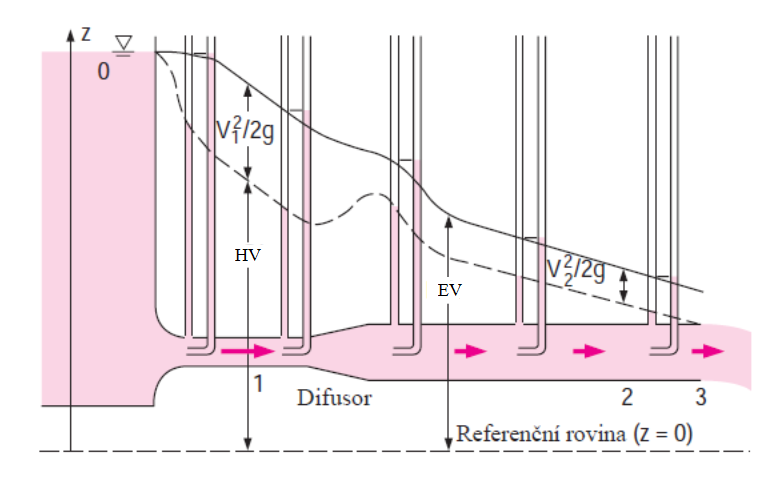 z
0
V₁²/2g
HV
EV
V₂²/2g
1
Difusor
2
3
Referenční rovina (z = 0)